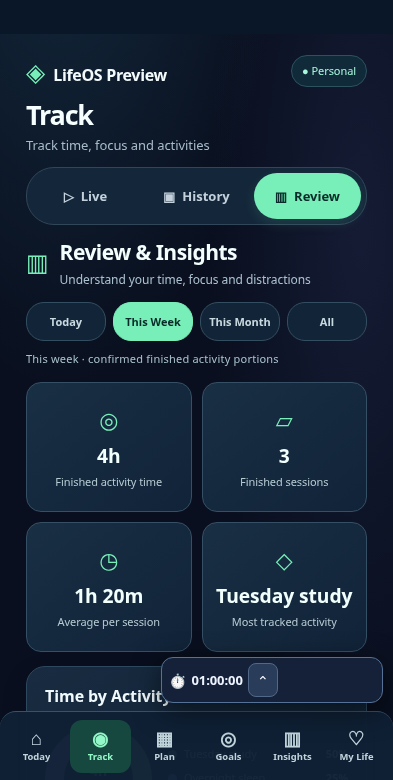 LifeOS Preview
Personal
Track
Track time, focus and activities
Live
History
Review
Review & Insights
Understand your time, focus and distractions
Today
This Week
This Month
All
This week · confirmed finished activity portions
4h
Finished activity time
3
Finished sessions
1h 20m
Average per session
Tuesday study
Most tracked activity
Time by Activity
01:00:00
Today
Track
Plan
Goals
Insights
My Life